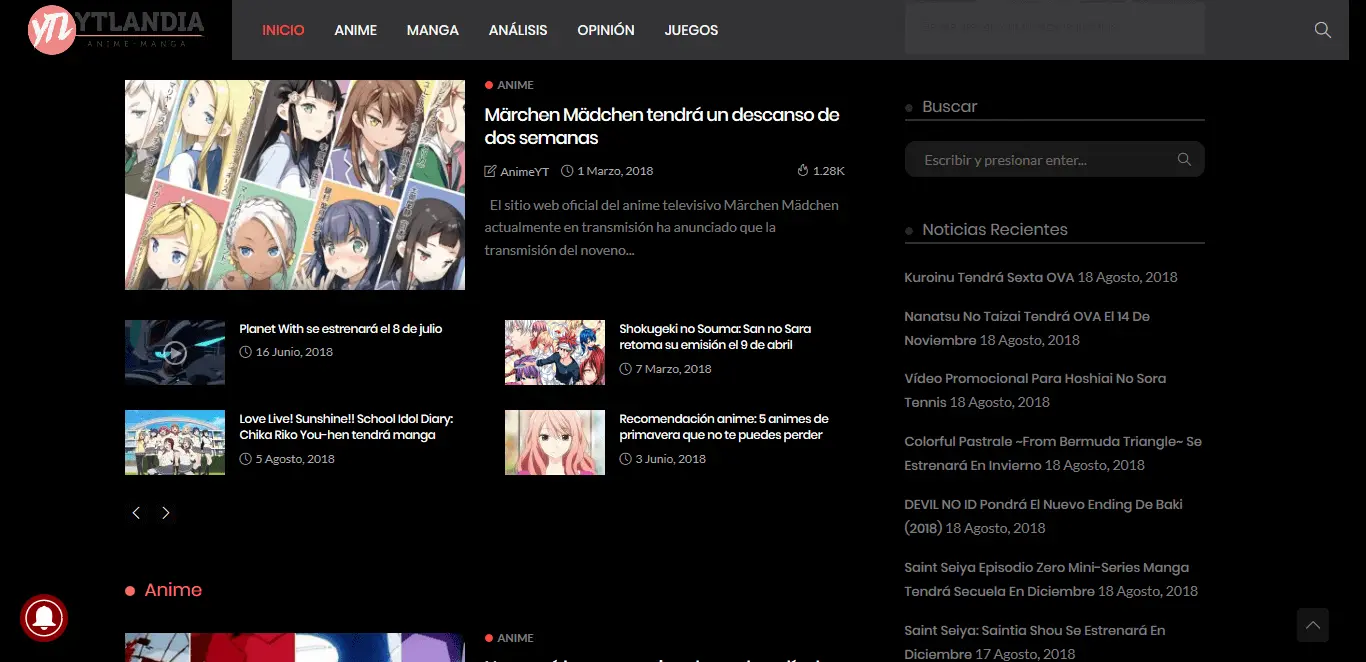 YTLANDIA
ANIME-MANGA
INICIO
ANIME
MANGA
ANÁLISIS
OPINIÓN
JUEGOS
ANIME
Märchen Mädchen tendrá un descanso de
dos semanas
AnimeYT
1 Marzo, 2018
1.28K
El sitio web oficial del anime televisivo Märchen Mädchen
actualmente en transmisión ha anunciado que la
transmisión del noveno...
Planet With se estrenará el 8 de julio
16 Junio, 2018
Shokugeki no Souma: San no Sara
retoma su emisión el 9 de abril
7 Marzo, 2018
Love Live! Sunshine!! School Idol Diary:
Chika Riko You-hen tendrá manga
5 Agosto, 2018
Recomendación anime: 5 animes de
primavera que no te puedes perder
3 Junio, 2018
Anime
ANIME
Buscar
Escribir y presionar enter...
Noticias Recientes
Kuroinu Tendrá Sexta OVA 18 Agosto, 2018
Nanatsu No Taizai Tendrá OVA El 14 De
Noviembre 18 Agosto, 2018
Vídeo Promocional Para Hoshiai No Sora
Tennis 18 Agosto, 2018
Colorful Pastrale ~From Bermuda Triangle~ Se
Estrenará En Invierno 18 Agosto, 2018
DEVIL NO ID Pondrá El Nuevo Ending De Baki
(2018) 18 Agosto, 2018
Saint Seiya Episodio Zero Mini-Series Manga
Tendrá Secuela En Diciembre 18 Agosto, 2018
Saint Seiya: Saintia Shou Se Estrenará En
Diciembre 17 Agosto, 2018